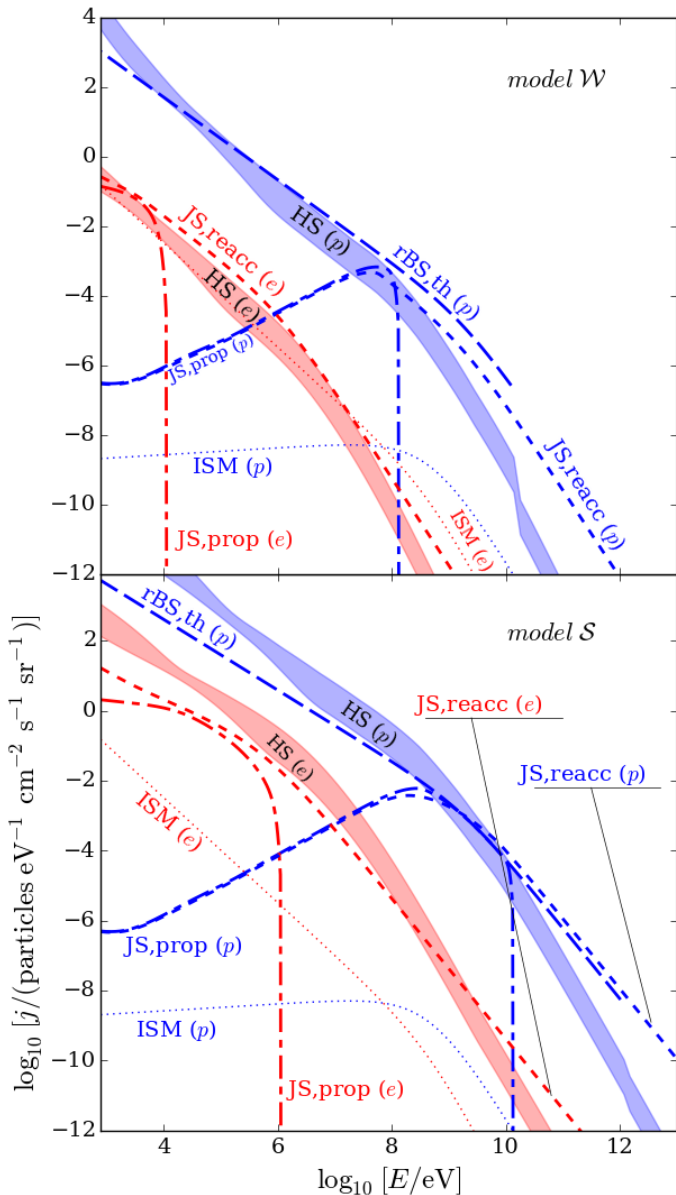 4
model W
2
0
HS (p)
JS,reacc (e)
−2
rBS,th (p)
HS (e)
−4
JS,prop (p)
−6
−8
ISM (p)
JS,reacc (p)
−10
ISM (e)
JS,prop (e)
−12
rBS,th (p)
model S
2
JS,reacc (e)
0
HS (p)
HS (e)
JS,reacc (p)
−2
ISM (e)
−4
−6
JS,prop (p)
−8
ISM (p)
−10
JS,prop (e)
−12
4 6 8 10 12
log₁₀ [E/eV]
log₁₀ [j/(particles eV⁻¹ cm⁻² s⁻¹ sr⁻¹)]